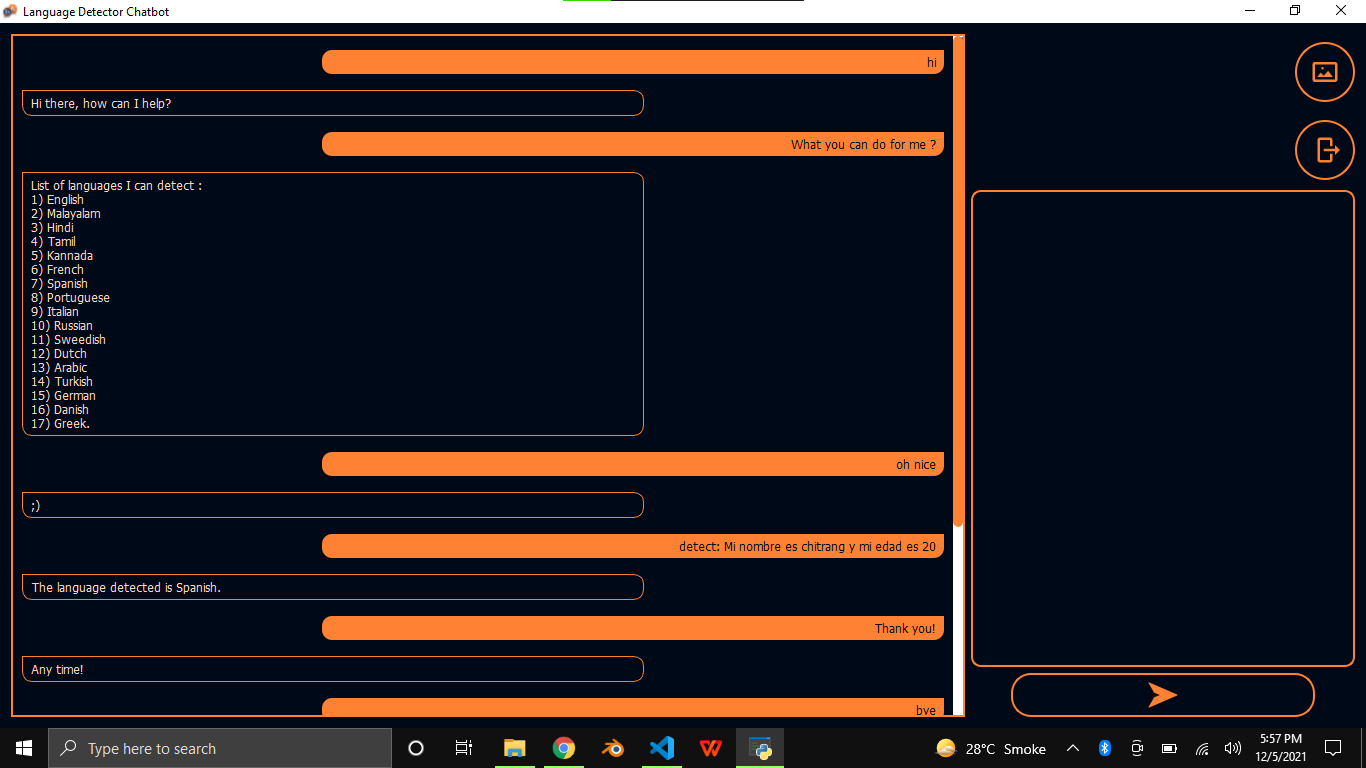 Language Detector Chatbot
hi
Hi there, how can I help?
What you can do for me ?
List of languages I can detect :
1) English
2) Malayalam
3) Hindi
4) Tamil
5) Kannada
6) French
7) Spanish
8) Portuguese
9) Italian
10) Russian
11) Sweedish
12) Dutch
13) Arabic
14) Turkish
15) German
16) Danish
17) Greek.
oh nice
;)
detect: Mi nombre es chitrang y mi edad es 20
The language detected is Spanish.
Thank you!
Any time!
bye
Type here to search
28°C Smoke
5:57 PM
12/5/2021